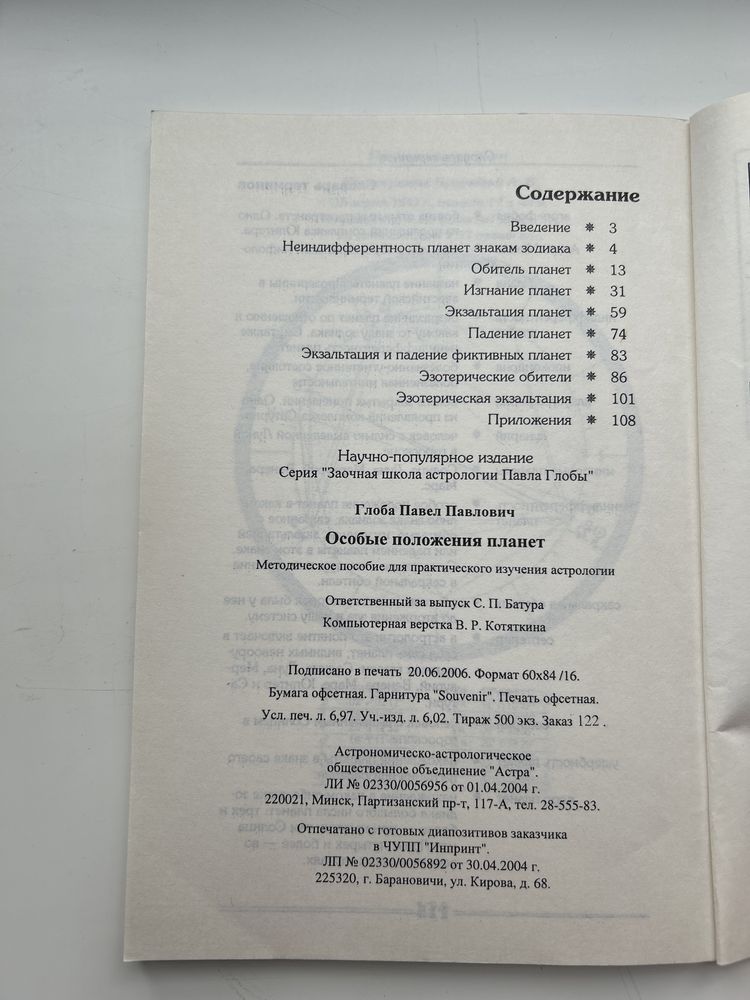 Содержание
Введение ✵ 3
Неиндифферентность планет знакам зодиака ✵ 4
Обитель планет ✵ 13
Изгнание планет ✵ 31
Экзальтация планет ✵ 59
Падение планет ✵ 74
Экзальтация и падение фиктивных планет ✵ 83
Эзотерические обители ✵ 86
Эзотерическая экзальтация ✵ 101
Приложения ✵ 108
Научно-популярное издание
Серия "Заочная школа астрологии Павла Глобы"
Глоба Павел Павлович
Особые положения планет
Методическое пособие для практического изучения астрологии
Ответственный за выпуск С. П. Батура
Компьютерная верстка В. Р. Котяткина
Подписано в печать 20.06.2006. Формат 60x84 /16.
Бумага офсетная. Гарнитура "Souvenir". Печать офсетная.
Усл. печ. л. 6,97. Уч.-изд. л. 6,02. Тираж 500 экз. Заказ 122 .
Астрономическо-астрологическое
общественное объединение "Астра".
ЛИ № 02330/0056956 от 01.04.2004 г.
220021, Минск, Партизанский пр-т, 117-А, тел. 28-555-83.
Отпечатано с готовых диапозитивов заказчика
в ЧУПП "Инпринт".
ЛП № 02330/0056892 от 30.04.2004 г.
225320, г. Барановичи, ул. Кирова, д. 68.